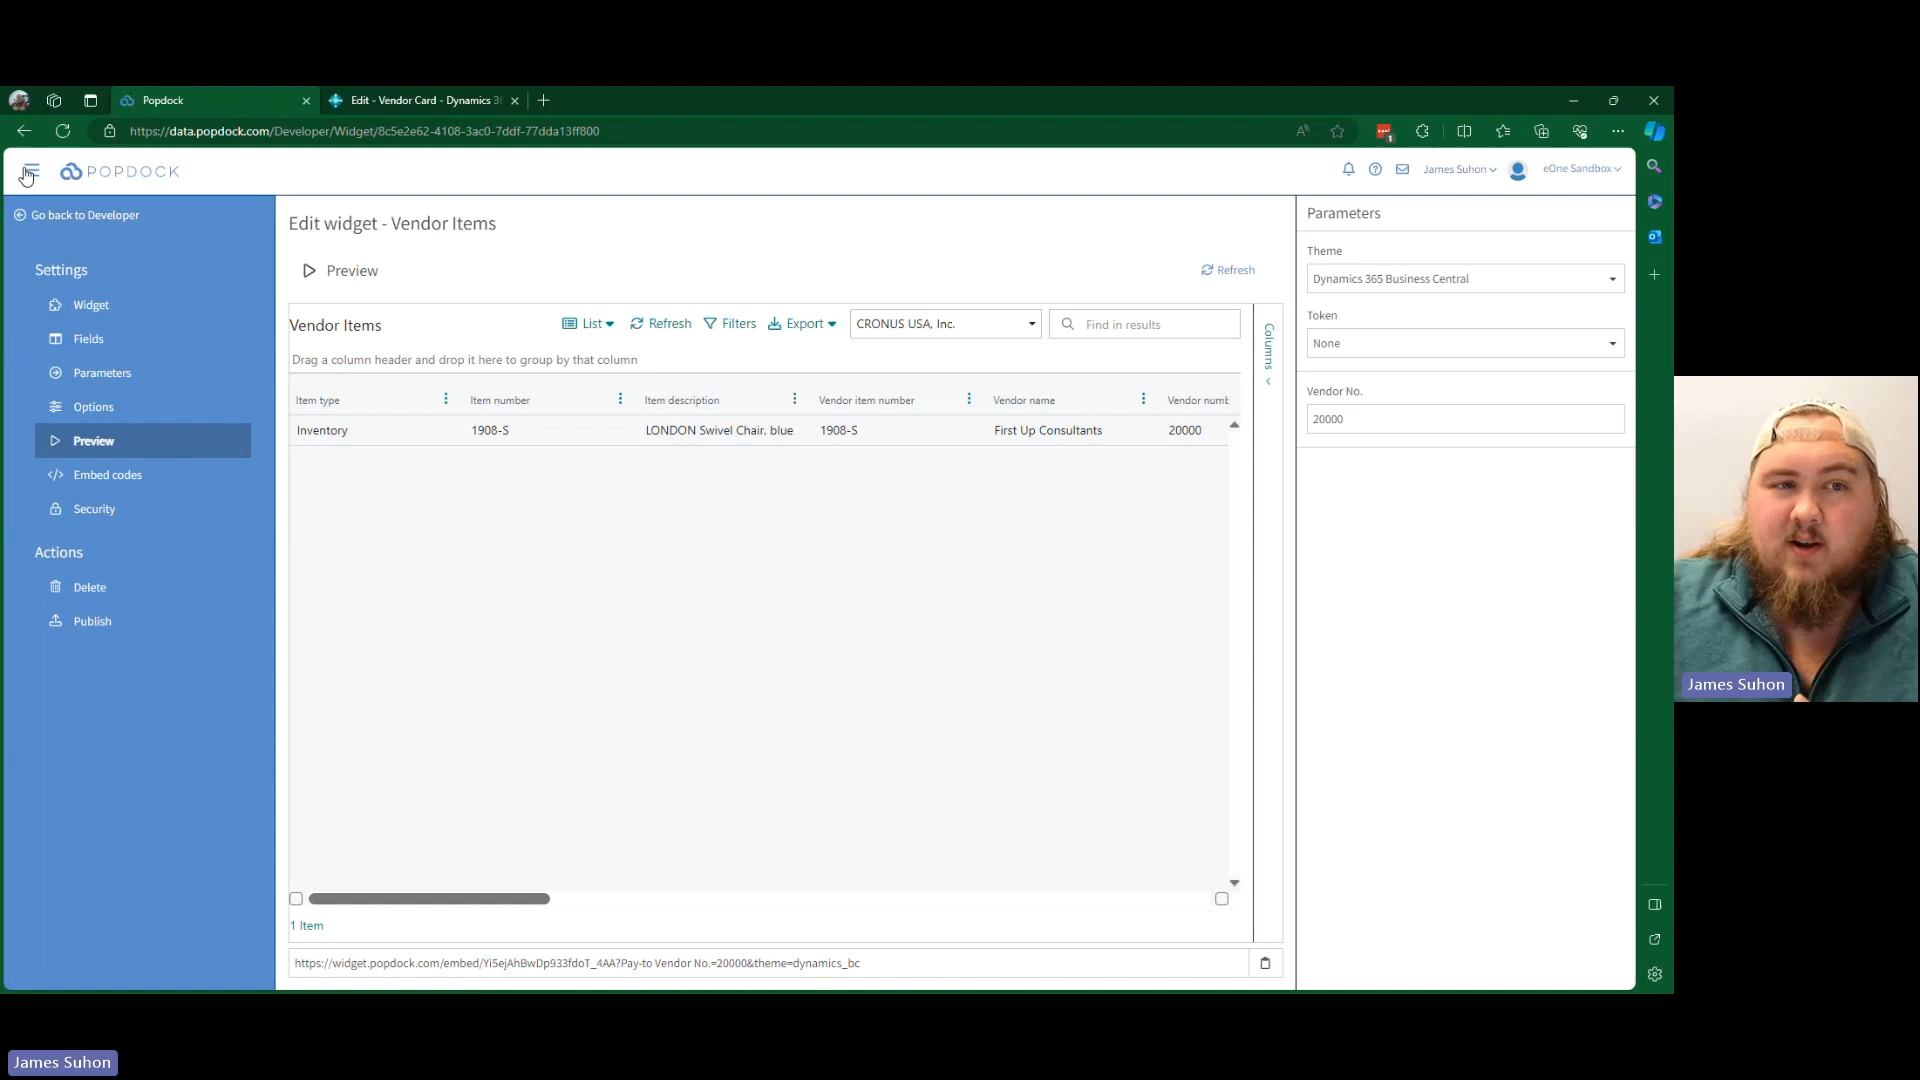 Popdock
Edit - Vendor Card - Dynamics 36
https://data.popdock.com/Developer/Widget/8c5e2e62-4108-3ac0-7ddf-77dda13ff800
1
POPDOCK
James Suhon
eOne Sandbox
Go back to Developer
Settings
Widget
Fields
Parameters
Options
Preview
Embed codes
Security
Actions
Delete
Publish
Edit widget - Vendor Items
Preview
Refresh
Vendor Items
List
Refresh
Filters
Export
CRONUS USA, Inc.
Find in results
Drag a column header and drop it here to group by that column
Item type Item number Item description Vendor item number Vendor name Vendor numb
Inventory 1908-S LONDON Swivel Chair, blue 1908-S First Up Consultants 20000
Columns
1 Item
https://widget.popdock.com/embed/Yi5ejAhBwDp933fdoT_4AA?Pay-to Vendor No.=20000&theme=dynamics_bc
Parameters
Theme
Dynamics 365 Business Central
Token
None
Vendor No.
20000
James Suhon
James Suhon